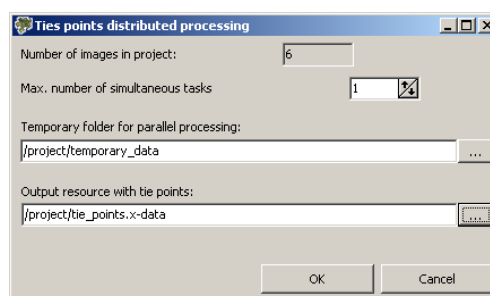 Ties points distributed processing
Number of images in project: 6
Max. number of simultaneous tasks 1
Temporary folder for parallel processing:
/project/temporary_data ...
Output resource with tie points:
/project/tie_points.x-data ...
OK Cancel